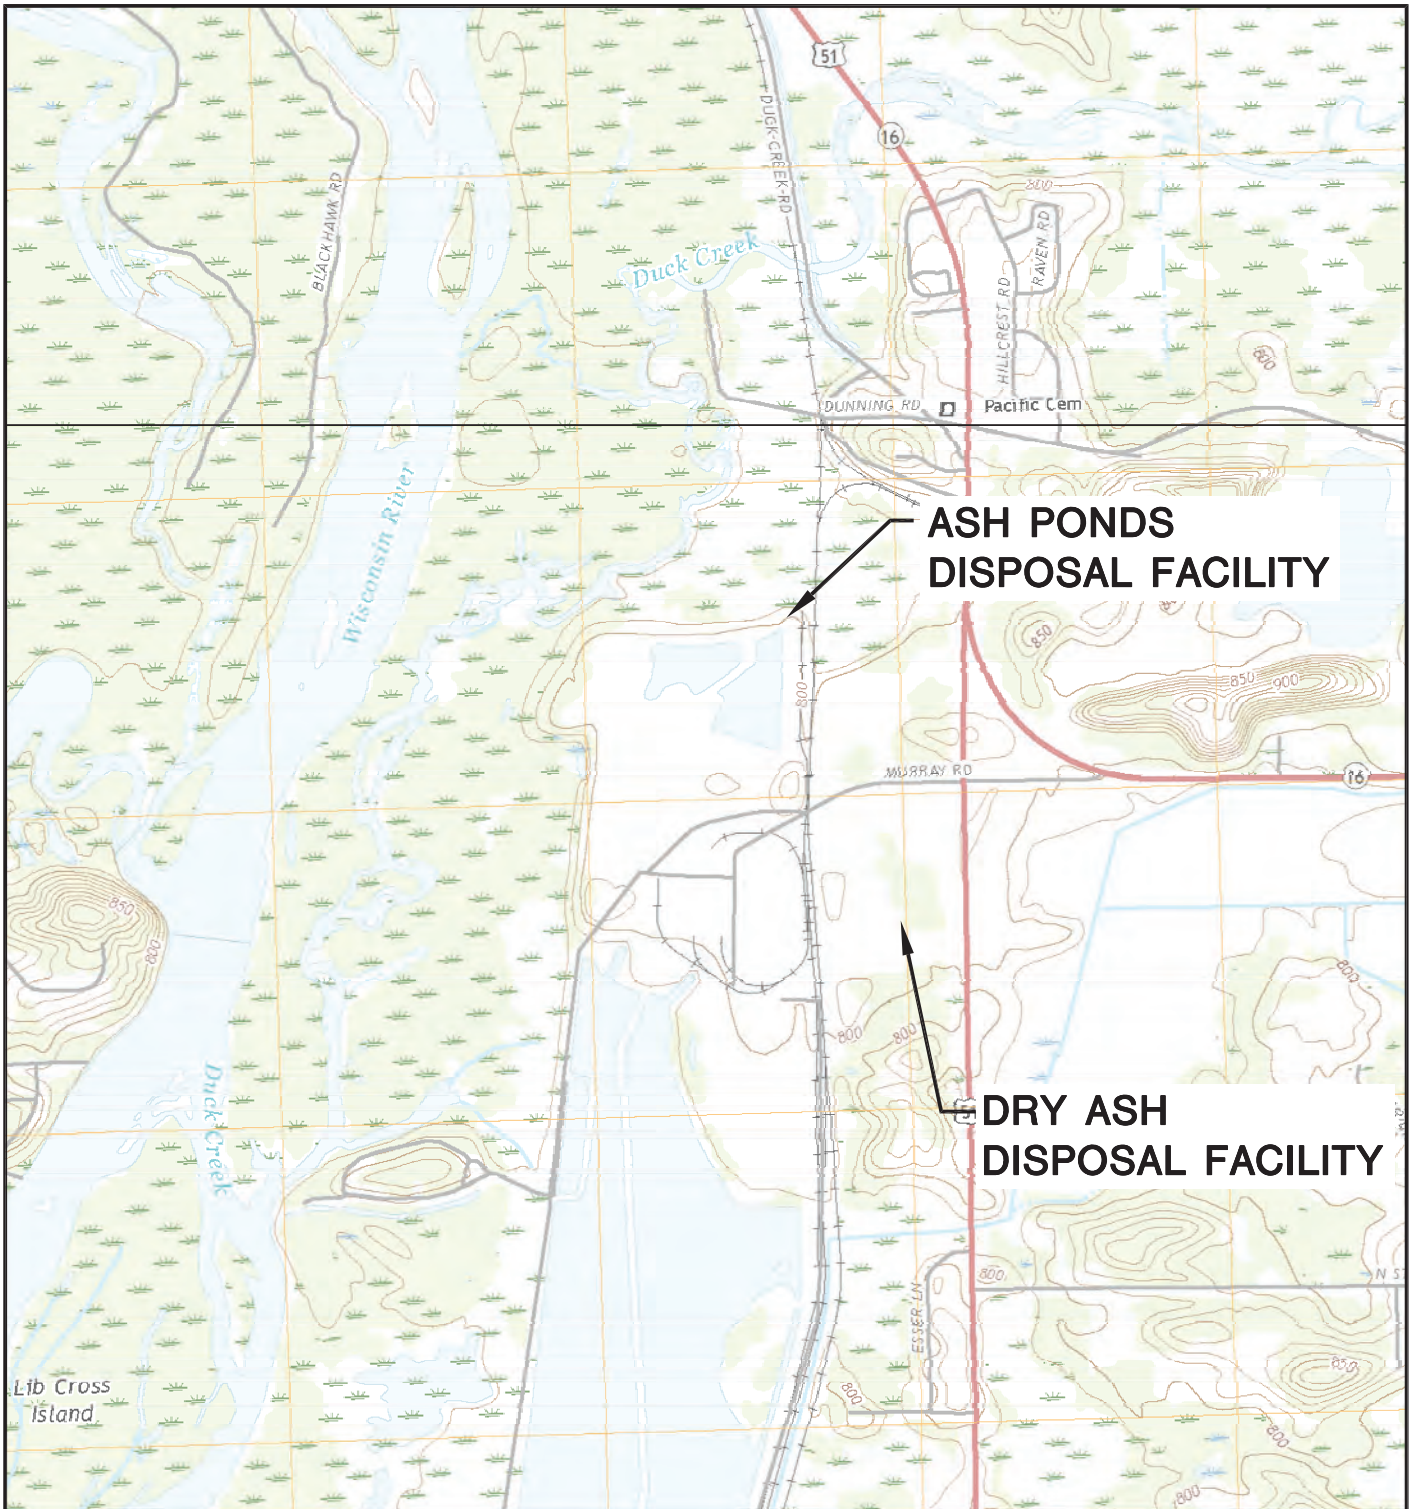 51
16
DUCK-CREEK-RD
BLACKHAWK RD
800
RAVEN RD
Duck Creek
HILLCREST RD
800
DUNNING RD
Pacific Cem
Wisconsin River
ASH PONDS
DISPOSAL FACILITY
850
850
900
800
MURRAY RD
16
850
800
800
800
800
Duck Creek
DRY ASH
DISPOSAL FACILITY
800
N ST
ESSER LN
850
Lib Cross
Island
800
800
800